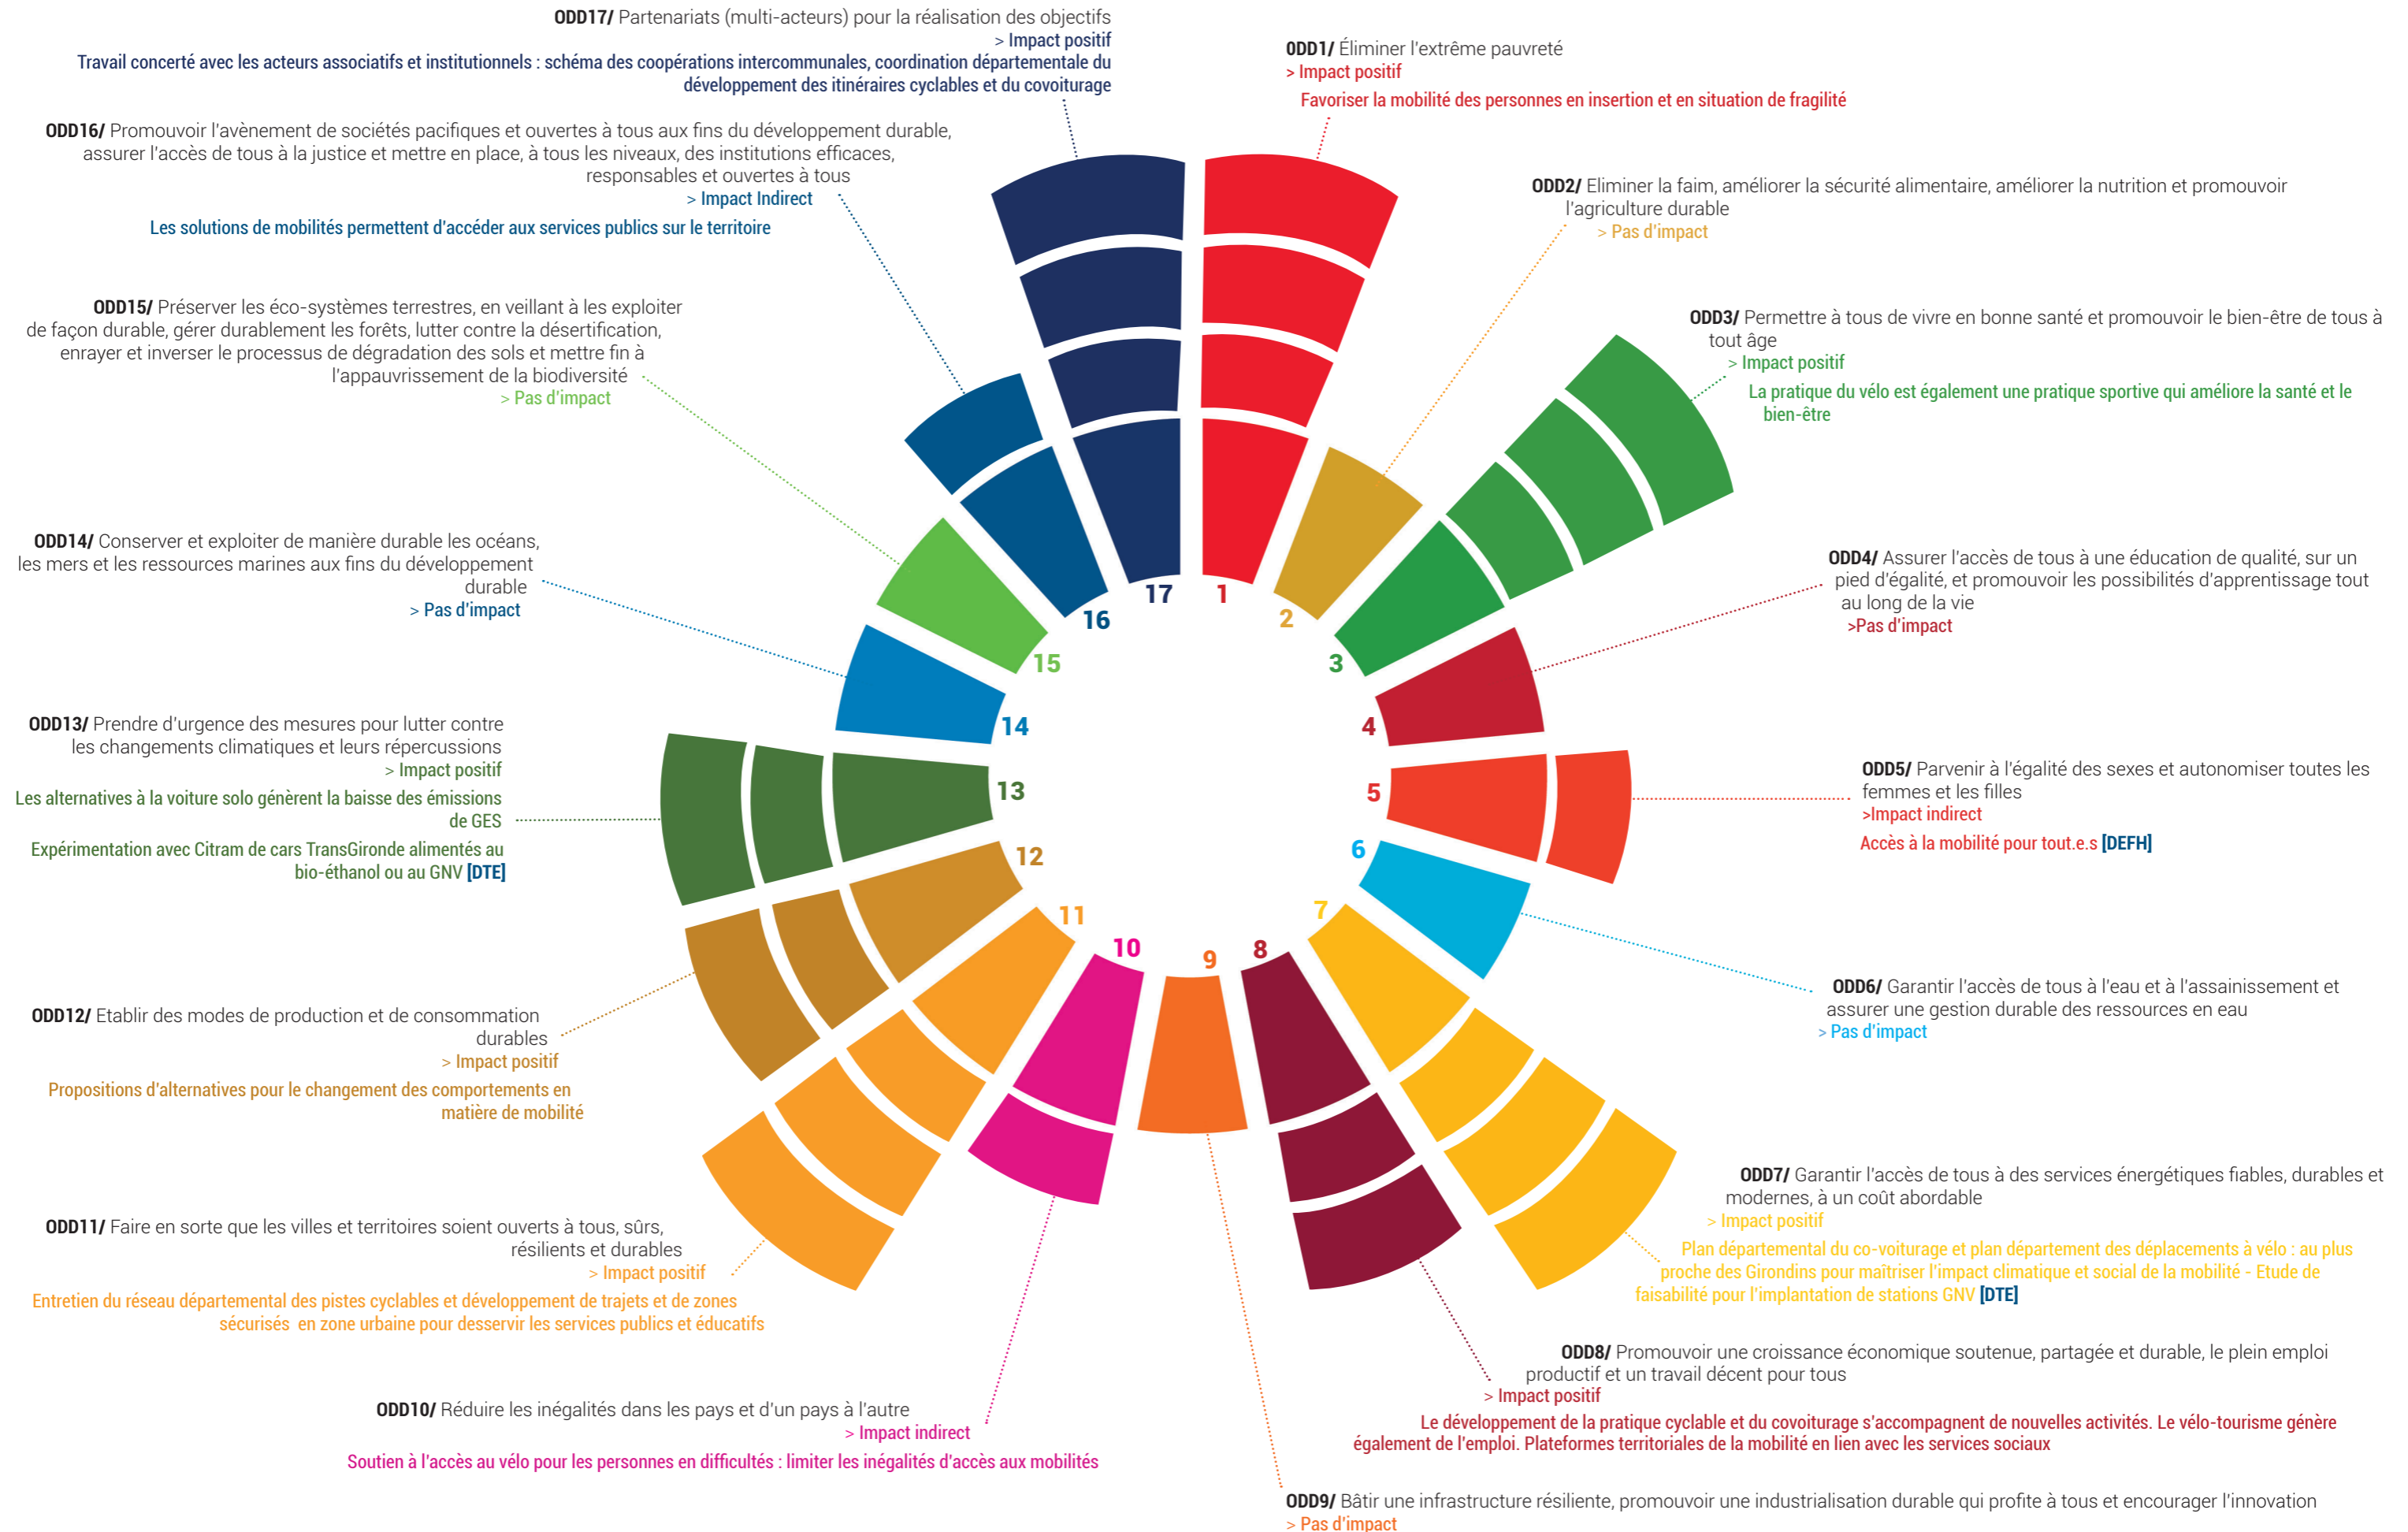 ODD17/ Partenariats (multi-acteurs) pour la réalisation des objectifs
> Impact positif
Travail concerté avec les acteurs associatifs et institutionnels : schéma des coopérations intercommunales, coordination départementale du
développement des itinéraires cyclables et du covoiturage
ODD1/ Éliminer l'extrême pauvreté
> Impact positif
Favoriser la mobilité des personnes en insertion et en situation de fragilité
ODD16/ Promouvoir l'avènement de sociétés pacifiques et ouvertes à tous aux fins du développement durable,
assurer l'accès de tous à la justice et mettre en place, à tous les niveaux, des institutions efficaces,
responsables et ouvertes à tous
> Impact Indirect
Les solutions de mobilités permettent d'accéder aux services publics sur le territoire
ODD2/ Eliminer la faim, améliorer la sécurité alimentaire, améliorer la nutrition et promouvoir
l'agriculture durable
> Pas d'impact
ODD15/ Préserver les éco-systèmes terrestres, en veillant à les exploiter
de façon durable, gérer durablement les forêts, lutter contre la désertification,
enrayer et inverser le processus de dégradation des sols et mettre fin à
l'appauvrissement de la biodiversité
> Pas d'impact
ODD3/ Permettre à tous de vivre en bonne santé et promouvoir le bien-être de tous à
tout âge
> Impact positif
La pratique du vélo est également une pratique sportive qui améliore la santé et le
bien-être
ODD14/ Conserver et exploiter de manière durable les océans,
les mers et les ressources marines aux fins du développement
durable
> Pas d'impact
ODD4/ Assurer l'accès de tous à une éducation de qualité, sur un
pied d'égalité, et promouvoir les possibilités d'apprentissage tout
au long de la vie
>Pas d'impact
17
1
16
2
15
3
14
4
13
5
12
6
11
7
10
9
8
ODD13/ Prendre d'urgence des mesures pour lutter contre
les changements climatiques et leurs répercussions
> Impact positif
Les alternatives à la voiture solo génèrent la baisse des émissions
de GES
Expérimentation avec Citram de cars TransGironde alimentés au
bio-éthanol ou au GNV [DTE]
ODD5/ Parvenir à l'égalité des sexes et autonomiser toutes les
femmes et les filles
>Impact indirect
Accès à la mobilité pour tout.e.s [DEFH]
ODD12/ Etablir des modes de production et de consommation
durables
> Impact positif
Propositions d'alternatives pour le changement des comportements en
matière de mobilité
ODD6/ Garantir l'accès de tous à l'eau et à l'assainissement et
assurer une gestion durable des ressources en eau
> Pas d'impact
ODD11/ Faire en sorte que les villes et territoires soient ouverts à tous, sûrs,
résilients et durables
> Impact positif
Entretien du réseau départemental des pistes cyclables et développement de trajets et de zones
sécurisés en zone urbaine pour desservir les services publics et éducatifs
ODD7/ Garantir l'accès de tous à des services énergétiques fiables, durables et
modernes, à un coût abordable
> Impact positif
Plan départemental du co-voiturage et plan département des déplacements à vélo : au plus
proche des Girondins pour maîtriser l'impact climatique et social de la mobilité - Etude de
faisabilité pour l'implantation de stations GNV [DTE]
ODD10/ Réduire les inégalités dans les pays et d'un pays à l'autre
> Impact indirect
Soutien à l'accès au vélo pour les personnes en difficultés : limiter les inégalités d'accès aux mobilités
ODD8/ Promouvoir une croissance économique soutenue, partagée et durable, le plein emploi
productif et un travail décent pour tous
> Impact positif
Le développement de la pratique cyclable et du covoiturage s'accompagnent de nouvelles activités. Le vélo-tourisme génère
également de l'emploi. Plateformes territoriales de la mobilité en lien avec les services sociaux
ODD9/ Bâtir une infrastructure résiliente, promouvoir une industrialisation durable qui profite à tous et encourager l'innovation
> Pas d'impact